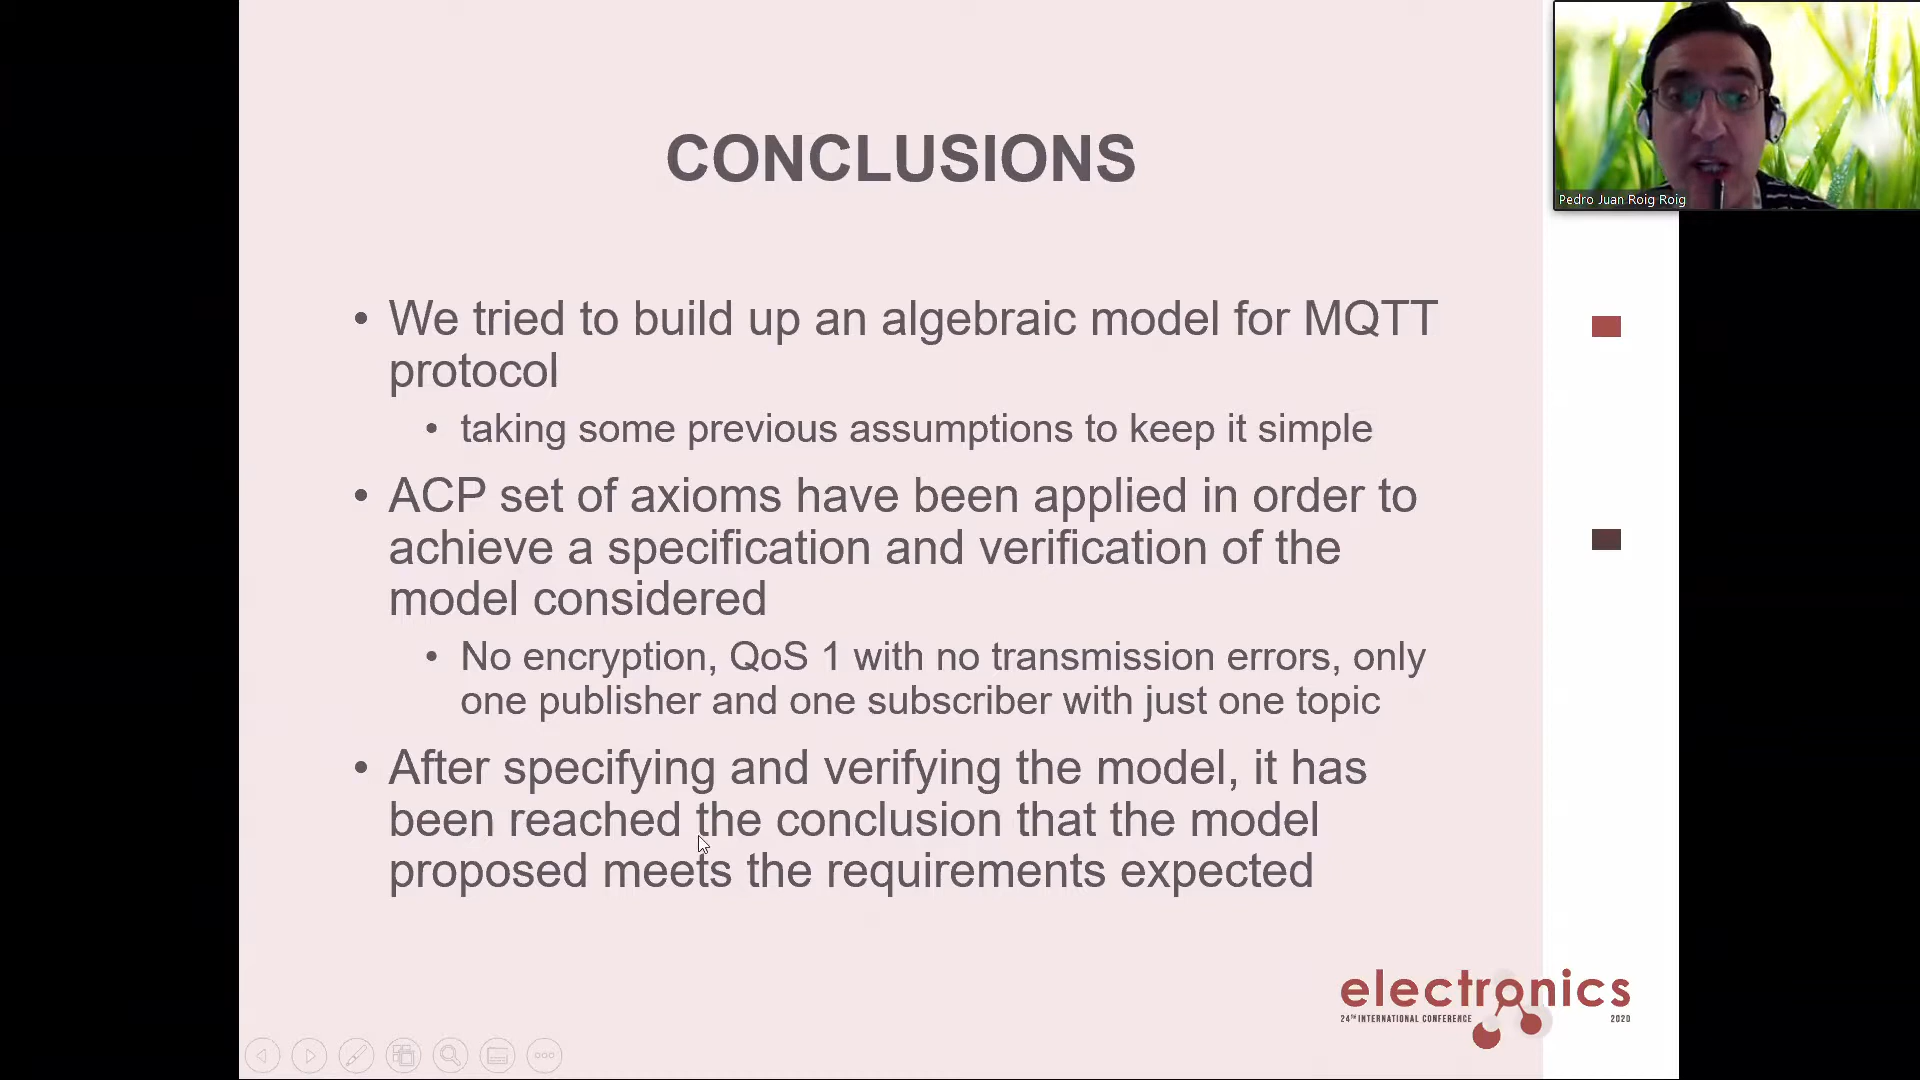 CONCLUSIONS
Pedro Juan Roig Roig
• We tried to build up an algebraic model for MQTT
protocol
• taking some previous assumptions to keep it simple
• ACP set of axioms have been applied in order to
achieve a specification and verification of the
model considered
• No encryption, QoS 1 with no transmission errors, only
one publisher and one subscriber with just one topic
• After specifying and verifying the model, it has
been reached the conclusion that the model
proposed meets the requirements expected
electronics
24TH INTERNATIONAL CONFERENCE 2020